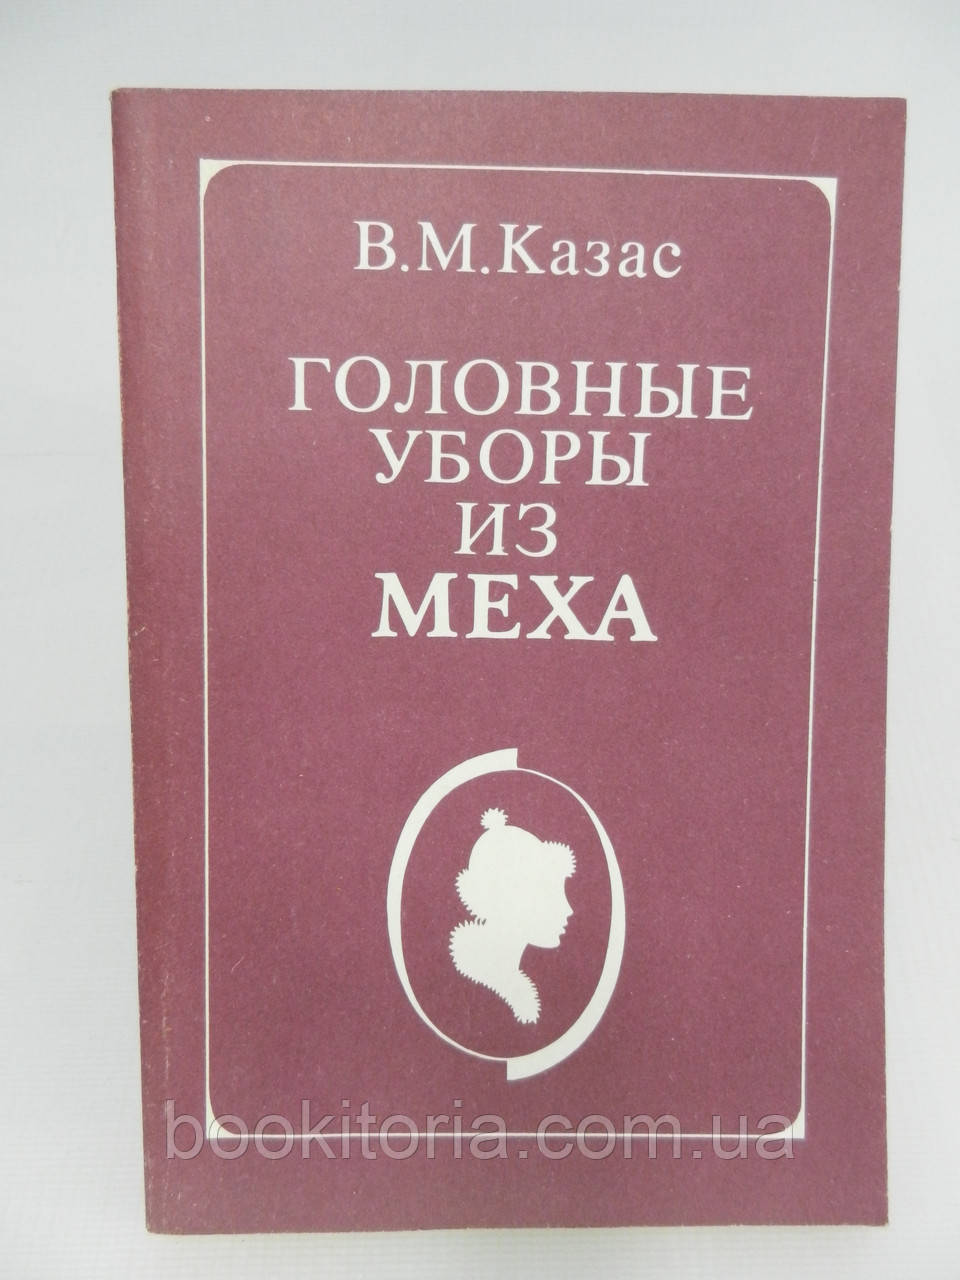 В.М.Казас
ГОЛОВНЫЕ
УБОРЫ
ИЗ
МЕХА
bookitoria.com.ua